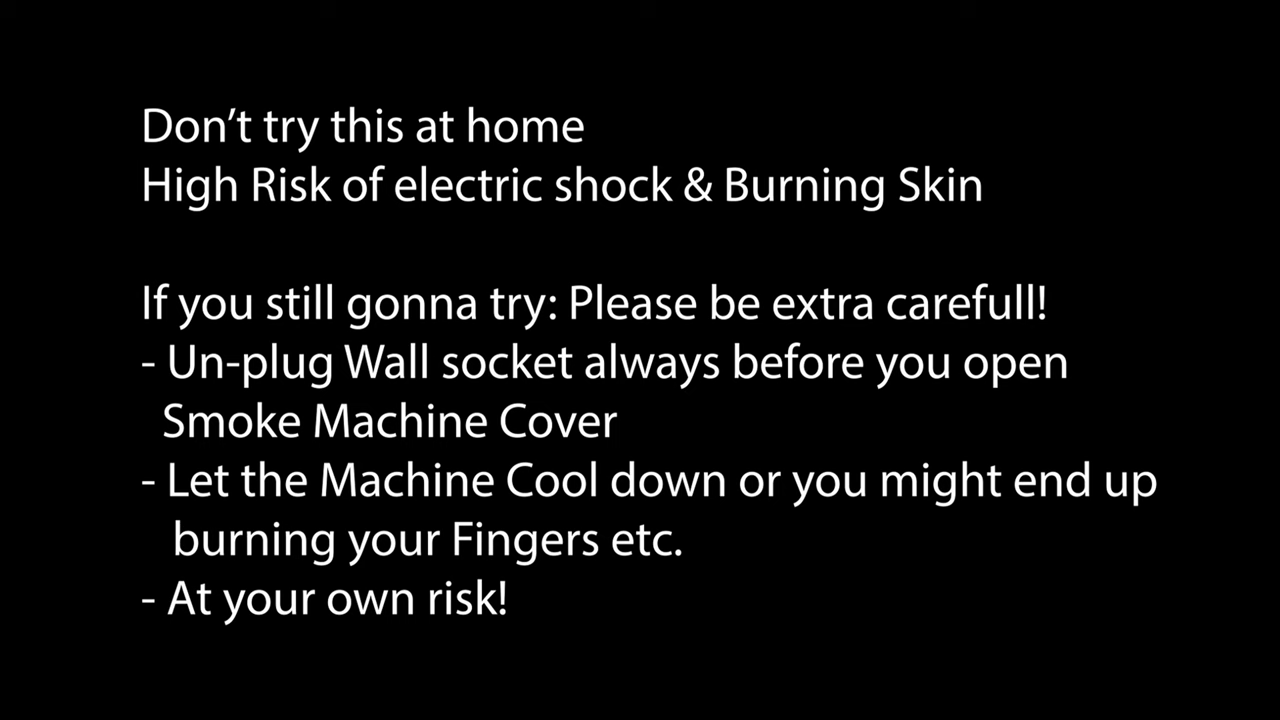 Don’t try this at home
High Risk of electric shock & Burning Skin
If you still gonna try: Please be extra carefull!
- Un-plug Wall socket always before you open
Smoke Machine Cover
- Let the Machine Cool down or you might end up
burning your Fingers etc.
- At your own risk!